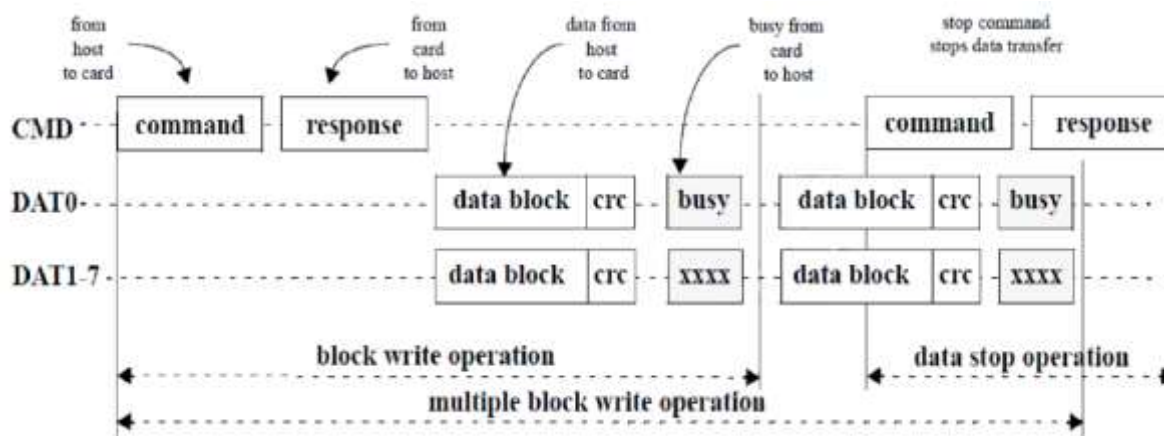 from
host
to card
from
card
to host
data from
host
to card
busy from
card
to host
stop command
stops data transfer
CMD command response command response
DAT0 data block crc busy data block crc busy
DAT1-7 data block crc xxxx data block crc xxxx
block write operation data stop operation
multiple block write operation